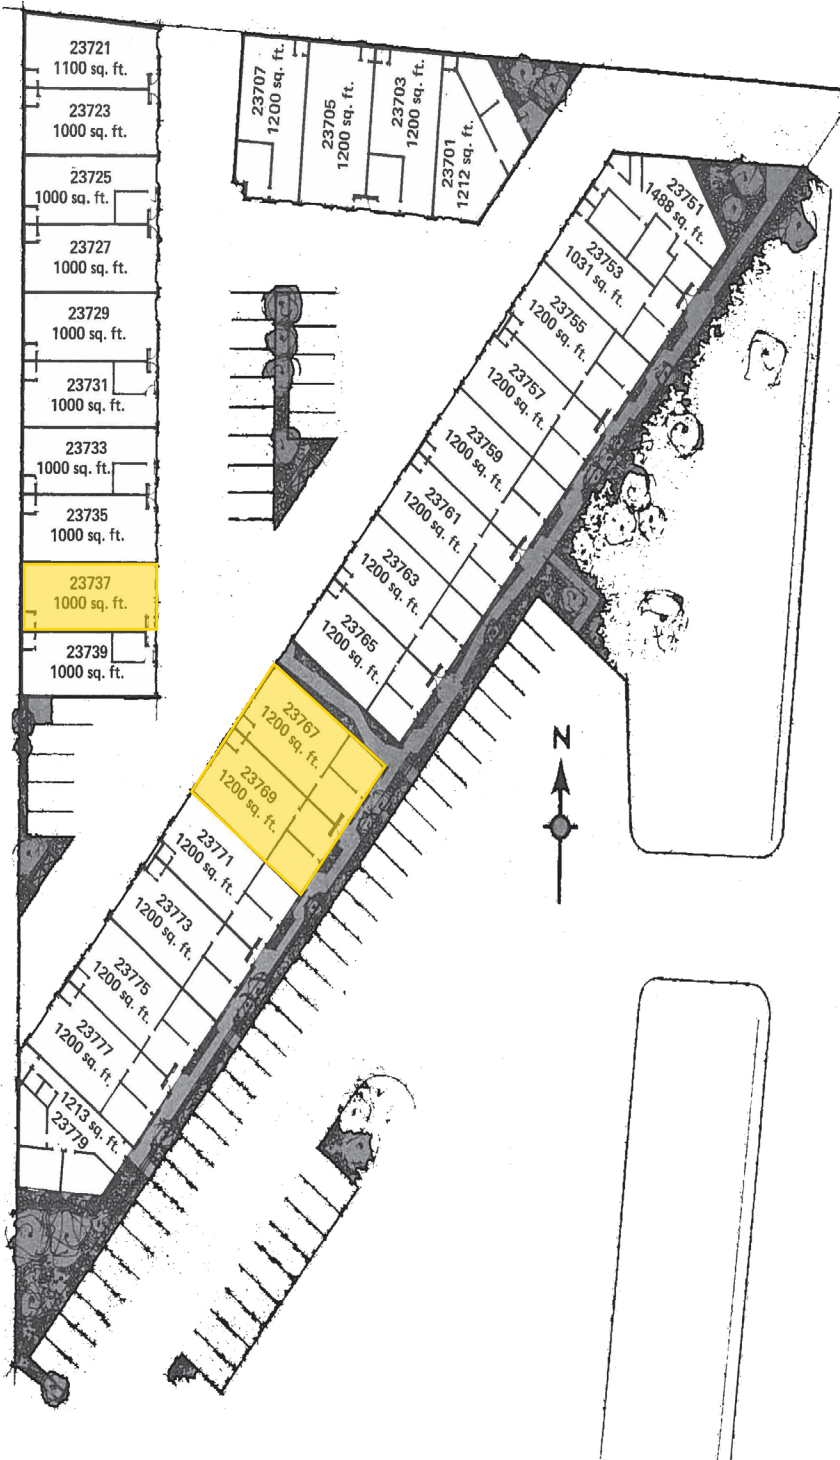 23721
1100 sq. ft.
23723
1000 sq. ft.
23725
1000 sq. ft.
23727
1000 sq. ft.
23729
1000 sq. ft.
23731
1000 sq. ft.
23733
1000 sq. ft.
23735
1000 sq. ft.
23737
1000 sq. ft.
23739
1000 sq. ft.
23707
1200 sq. ft.
23705
1200 sq. ft.
23703
1200 sq. ft.
23701
1212 sq. ft.
23751
1488 sq. ft.
23753
1031 sq. ft.
23755
1200 sq. ft.
23757
1200 sq. ft.
23759
1200 sq. ft.
23761
1200 sq. ft.
23763
1200 sq. ft.
23765
1200 sq. ft.
23767
1200 sq. ft.
23769
1200 sq. ft.
23771
1200 sq. ft.
23773
1200 sq. ft.
23775
1200 sq. ft.
23777
1200 sq. ft.
1213 sq. ft.
23779
N